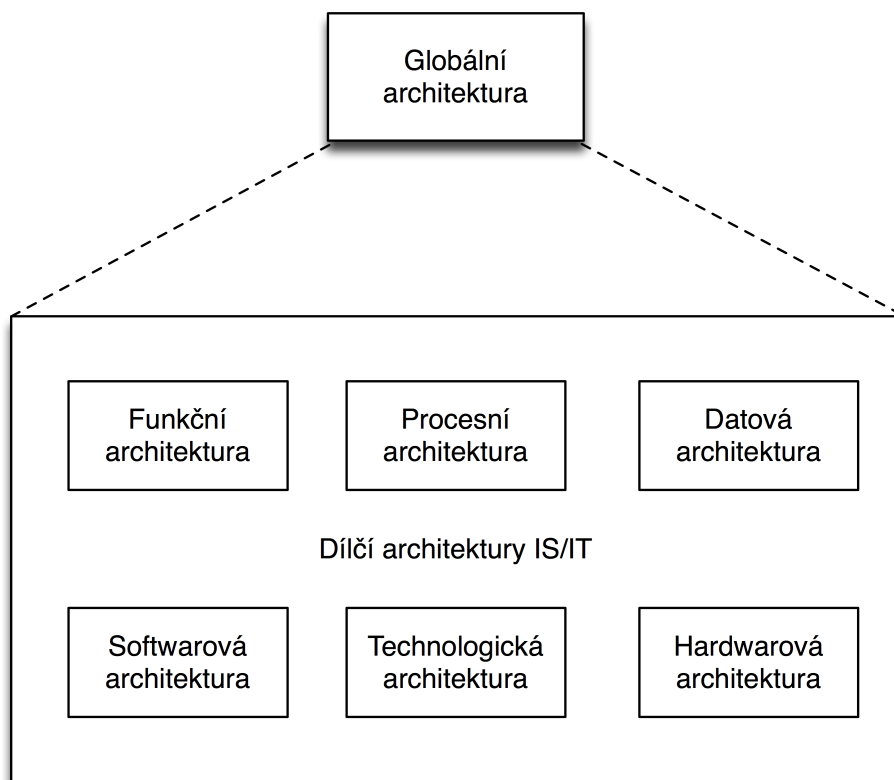 Globální
architektura
Funkční
architektura
Procesní
architektura
Datová
architektura
Dílčí architektury IS/IT
Softwarová
architektura
Technologická
architektura
Hardwarová
architektura